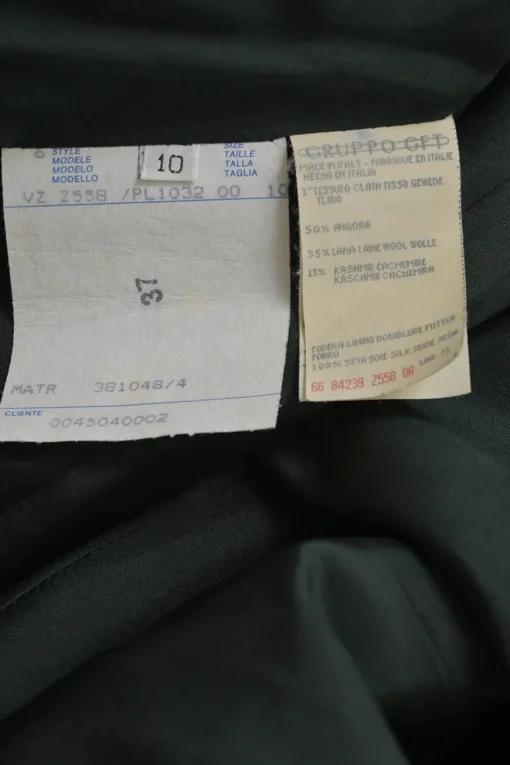 STYLE
MODELE
MODELO
MODELLO
10
SIZE
TAILLE
TALLA
TAGLIA
VZ Z558 /PL1032 00 10
37
MATR 381048/4
CLIENTE
0045040002
GRUPPO GFT
MADE IN ITALY - FABRIQUE EN ITALIE
HECHO EN ITALIA
1°TESSUTO CLOTH TISSU GEWEDE
TEJIDO
50% ANGORA
35% LANA LAINE WOOL WOLLE
15% KASHMIR CACHEMIRE
KASCHMIR CACHEMIRA
FODERA LINING DOUBLURE FUTTER
FORRO
100% SETA SOIE SILK SEIDE SEDA
66 84239 Z558 0A